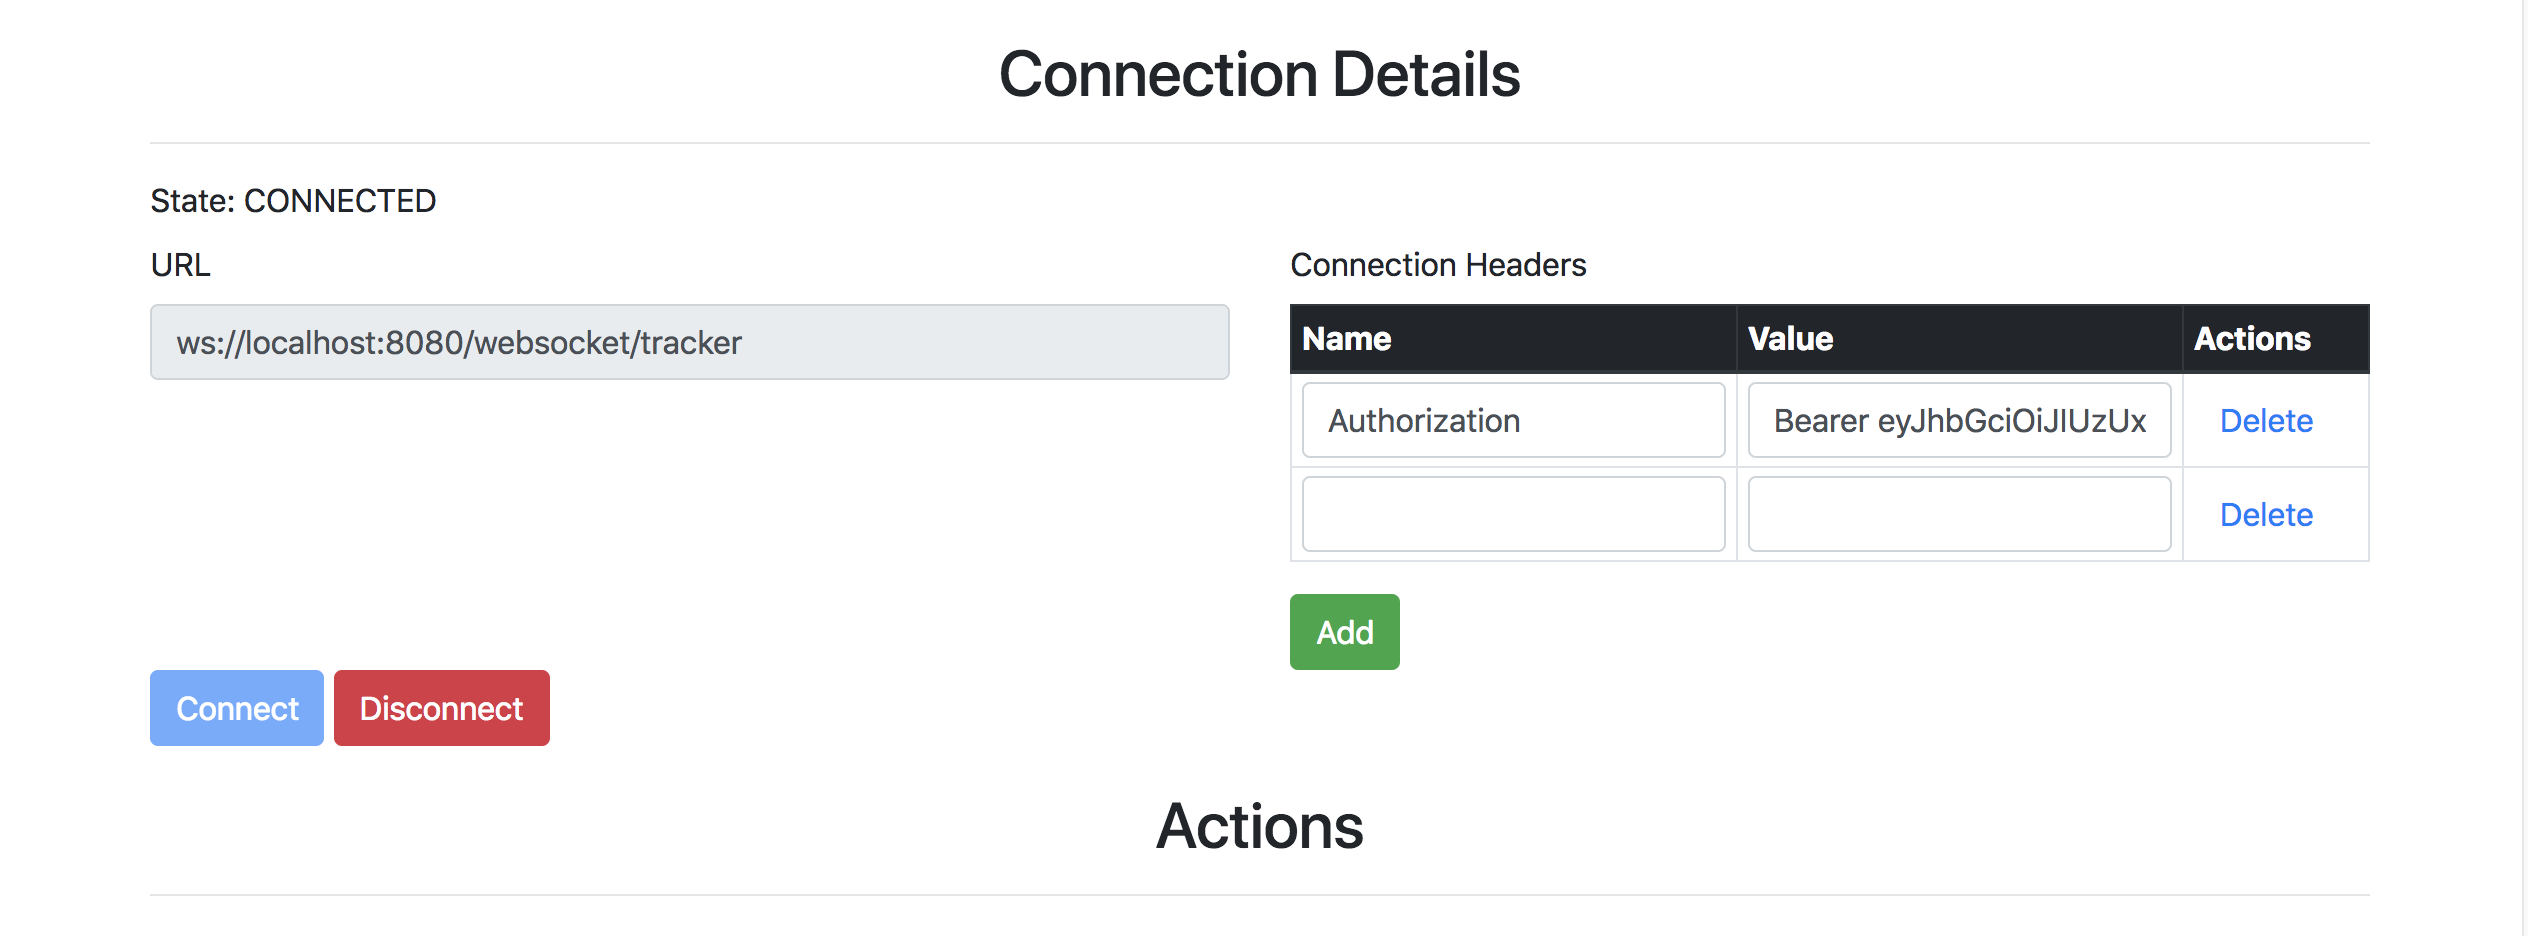 Connection Details
State: CONNECTED
URL
ws://localhost:8080/websocket/tracker
Connection Headers
Name Value Actions
Authorization Bearer eyJhbGciOiJIUzUx Delete
Delete
Add
Connect Disconnect
Actions